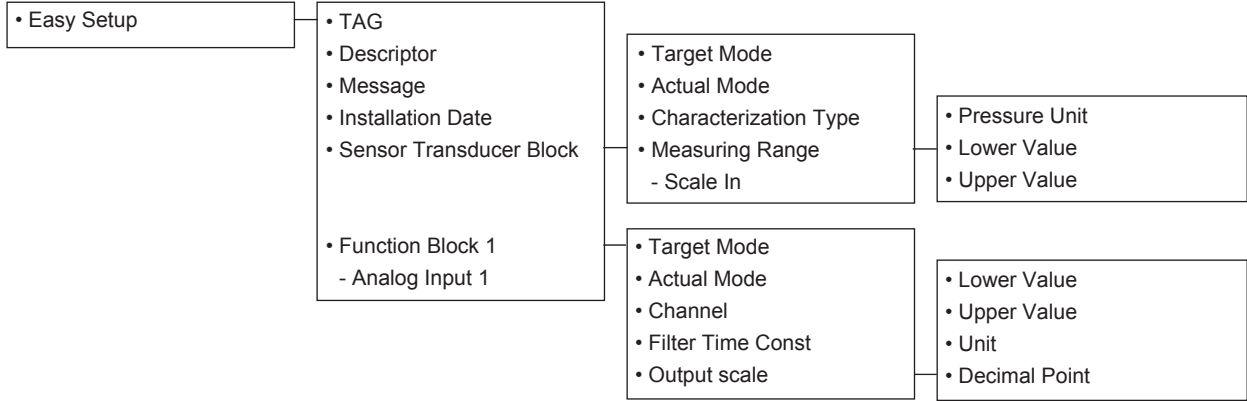 • Easy Setup
• TAG
• Descriptor
• Message
• Installation Date
• Sensor Transducer Block
• Function Block 1
- Analog Input 1
• Target Mode
• Actual Mode
• Characterization Type
• Measuring Range
- Scale In
• Pressure Unit
• Lower Value
• Upper Value
• Target Mode
• Actual Mode
• Channel
• Filter Time Const
• Output scale
• Lower Value
• Upper Value
• Unit
• Decimal Point